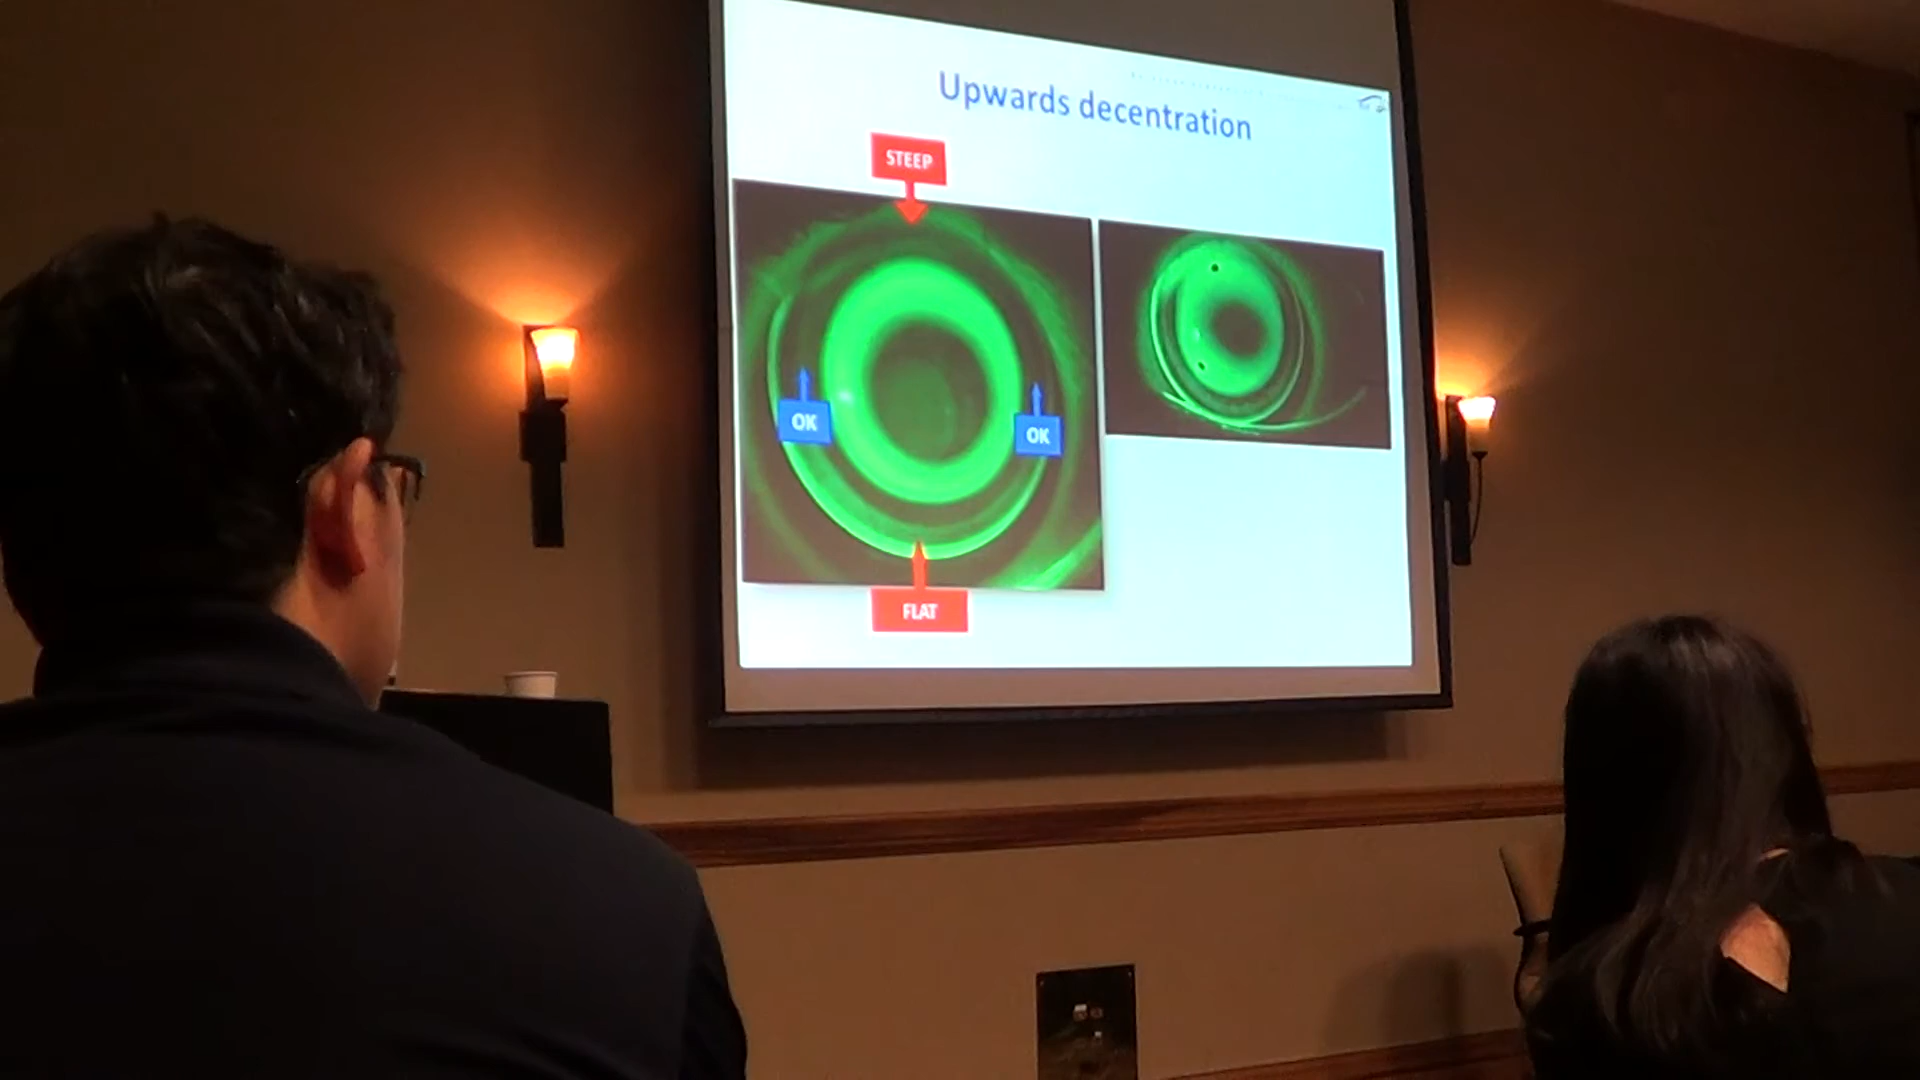 Upwards decentration
STEEP
OK
OK
FLAT